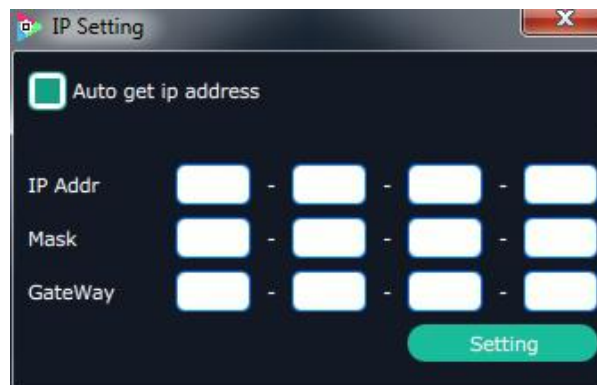 IP Setting
X
Auto get ip address
IP Addr - - -
Mask - - -
GateWay - - -
Setting